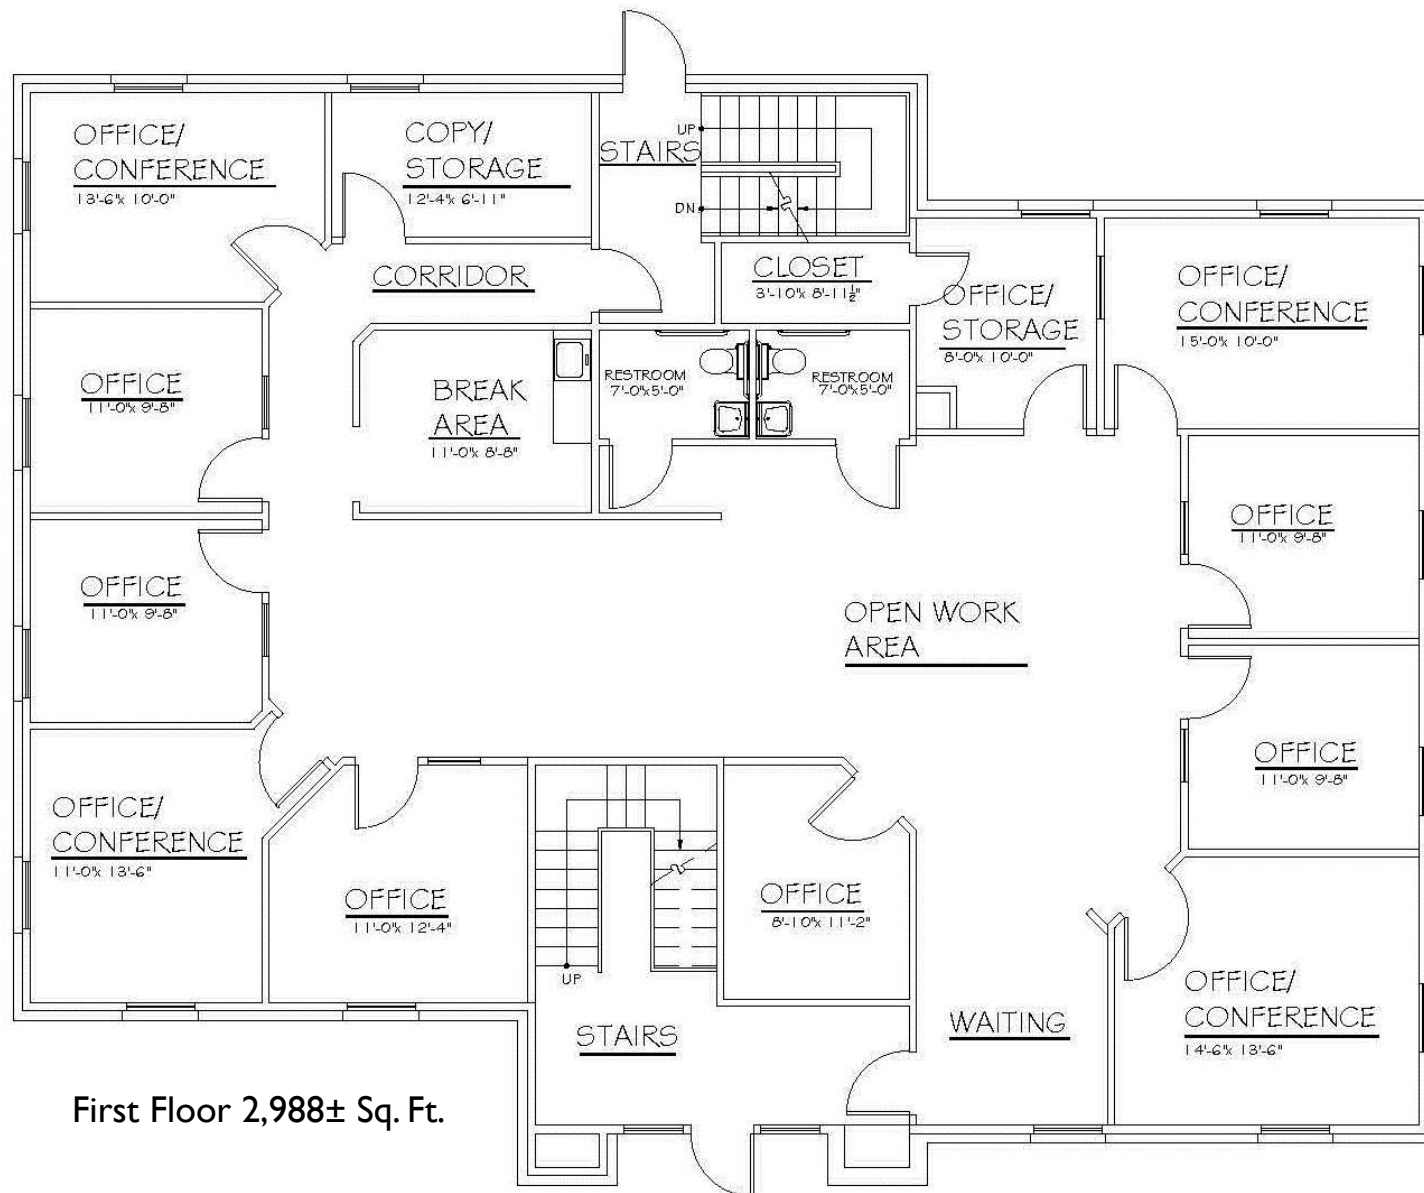 OFFICE/
CONFERENCE
13'-6"x 10'-0"
COPY/
STORAGE
12'-4"x 6'-11"
STAIRS
UP
DN
CORRIDOR
CLOSET
3'-10"x 8'-11½"
OFFICE/
STORAGE
8'-0"x 10'-0"
OFFICE/
CONFERENCE
15'-0"x 10'-0"
OFFICE
11'-0"x 9'-8"
BREAK
AREA
11'-0"x 8'-8"
RESTROOM
7'-0"x5'-0"
RESTROOM
7'-0"x5'-0"
OFFICE
11'-0"x 9'-8"
OFFICE
11'-0"x 9'-8"
OPEN WORK
AREA
OFFICE
11'-0"x 9'-8"
OFFICE/
CONFERENCE
11'-0"x 13'-6"
OFFICE
11'-0"x 12'-4"
UP
OFFICE
8'-10"x 11'-2"
STAIRS
WAITING
OFFICE/
CONFERENCE
14'-6"x 13'-6"
First Floor 2,988± Sq. Ft.